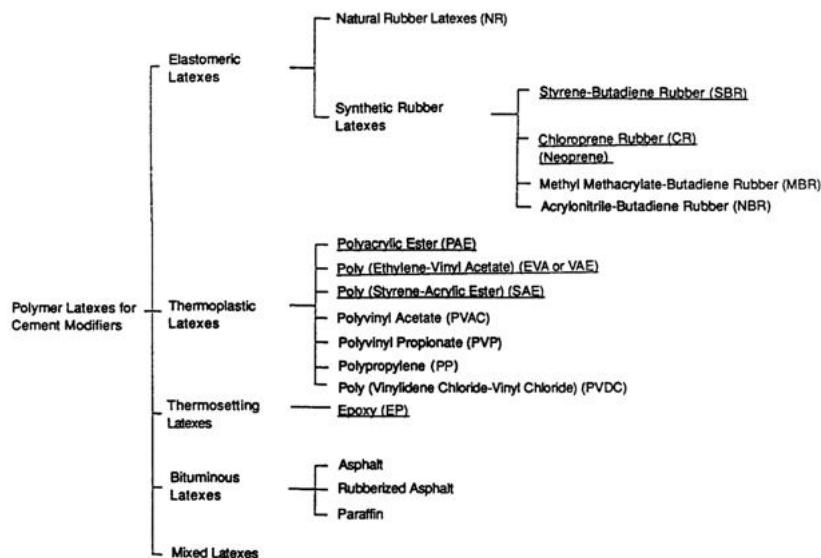 Natural Rubber Latexes (NR)
Elastomeric
Latexes
Styrene-Butadiene Rubber (SBR)
Synthetic Rubber
Latexes
Chloroprene Rubber (CR)
(Neoprene)
Methyl Methacrylate-Butadiene Rubber (MBR)
Acrylonitrile-Butadiene Rubber (NBR)
Polymer Latexes for
Cement Modifiers
Thermoplastic
Latexes
Polyacrylic Ester (PAE)
Poly (Ethylene-Vinyl Acetate) (EVA or VAE)
Poly (Styrene-Acrylic Ester) (SAE)
Polyvinyl Acetate (PVAC)
Polyvinyl Propionate (PVP)
Polypropylene (PP)
Poly (Vinylidene Chloride-Vinyl Chloride) (PVDC)
Thermosetting
Latexes
Epoxy (EP)
Bituminous
Latexes
Asphalt
Rubberized Asphalt
Paraffin
Mixed Latexes